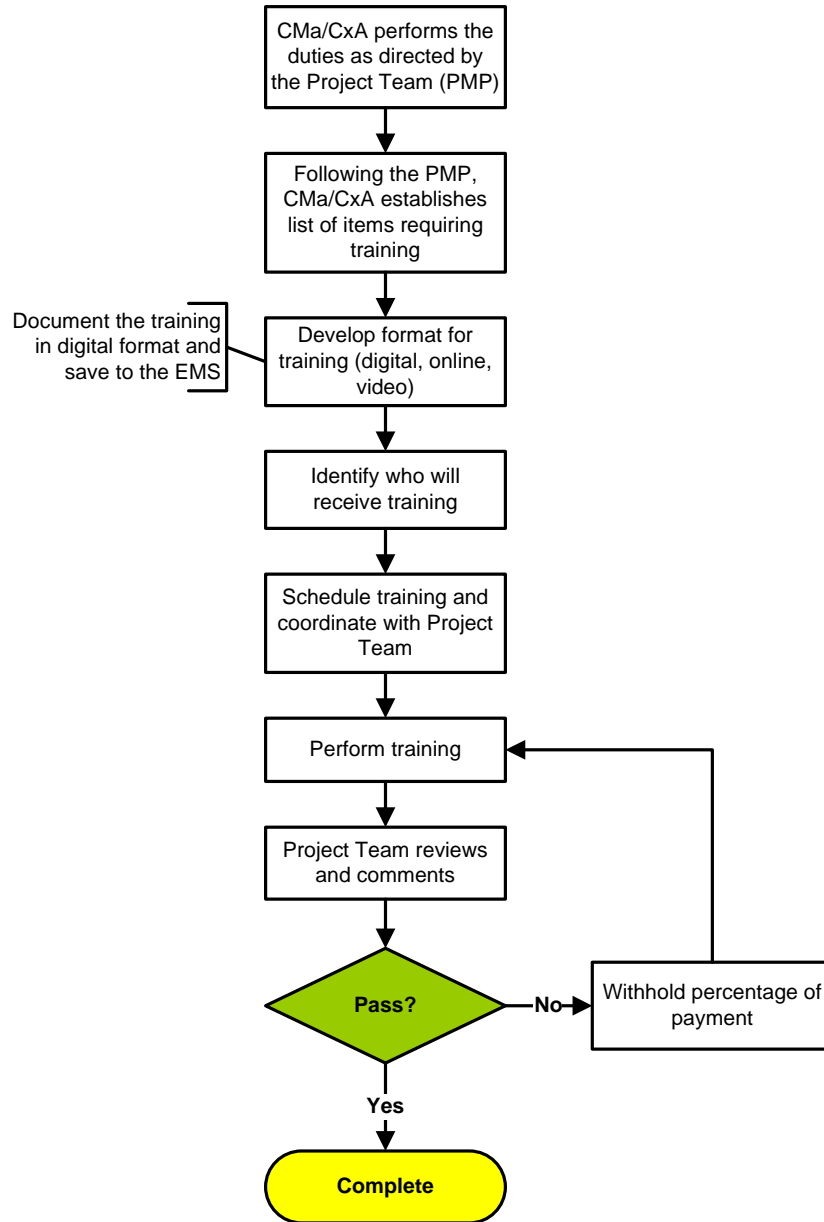 CMa/CxA performs the
duties as directed by
the Project Team (PMP)
Following the PMP,
CMa/CxA establishes
list of items requiring
training
Document the training
in digital format and
save to the EMS
Develop format for
training (digital, online,
video)
Identify who will
receive training
Schedule training and
coordinate with Project
Team
Perform training
Project Team reviews
and comments
Pass?
No
Withhold percentage of
payment
Yes
Complete